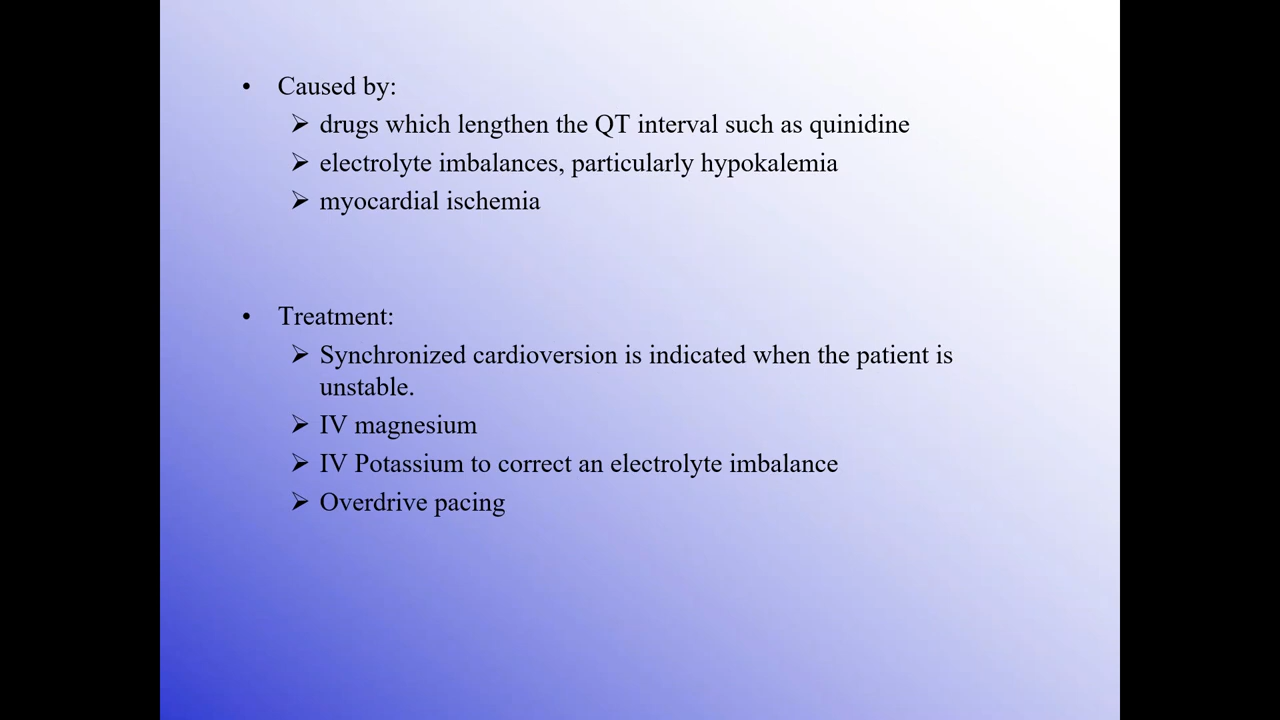 • Caused by:
➢ drugs which lengthen the QT interval such as quinidine
➢ electrolyte imbalances, particularly hypokalemia
➢ myocardial ischemia
• Treatment:
➢ Synchronized cardioversion is indicated when the patient is
unstable.
➢ IV magnesium
➢ IV Potassium to correct an electrolyte imbalance
➢ Overdrive pacing